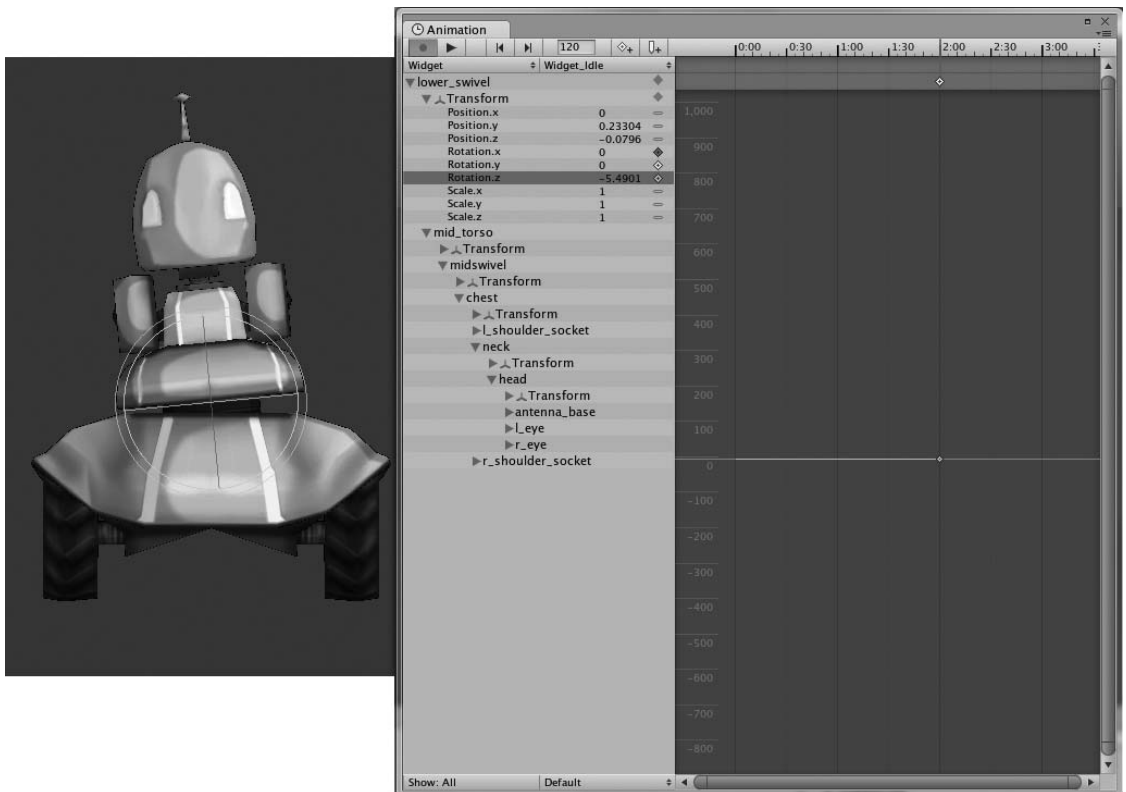 Animation
120
0:00 0:30 1:00 1:30 2:00 2:30 3:00
Widget Widget_Idle
lower_swivel
Transform
Position.x 0
Position.y 0.23304
Position.z -0.0796
Rotation.x 0
Rotation.y 0
Rotation.z -5.4901
Scale.x 1
Scale.y 1
Scale.z 1
mid_torso
Transform
midswivel
Transform
chest
Transform
l_shoulder_socket
neck
Transform
head
Transform
antenna_base
l_eye
r_eye
r_shoulder_socket
1,000
900
800
700
600
500
400
300
200
100
0
-100
-200
-300
-400
-500
-600
-700
-800
Show: All Default